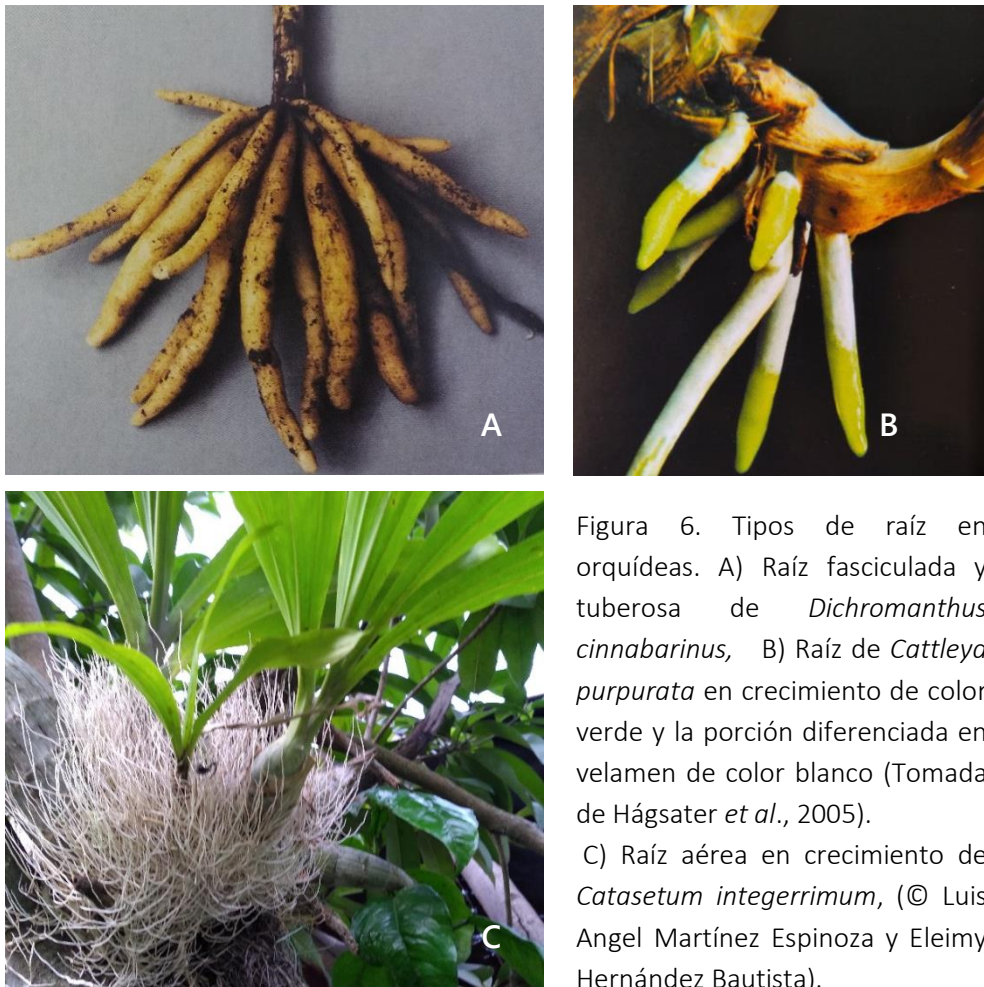 A
B
C
Figura 6. Tipos de raíz en
orquídeas. A) Raíz fasciculada y
tuberosa de Dichromanthus
cinnabarinus, B) Raíz de Cattleya
purpurata en crecimiento de color
verde y la porción diferenciada en
velamen de color blanco (Tomada
de Hágsater et al., 2005).
C) Raíz aérea en crecimiento de
Catasetum integerrimum, (© Luis
Angel Martínez Espinoza y Eleimy
Hernández Bautista).